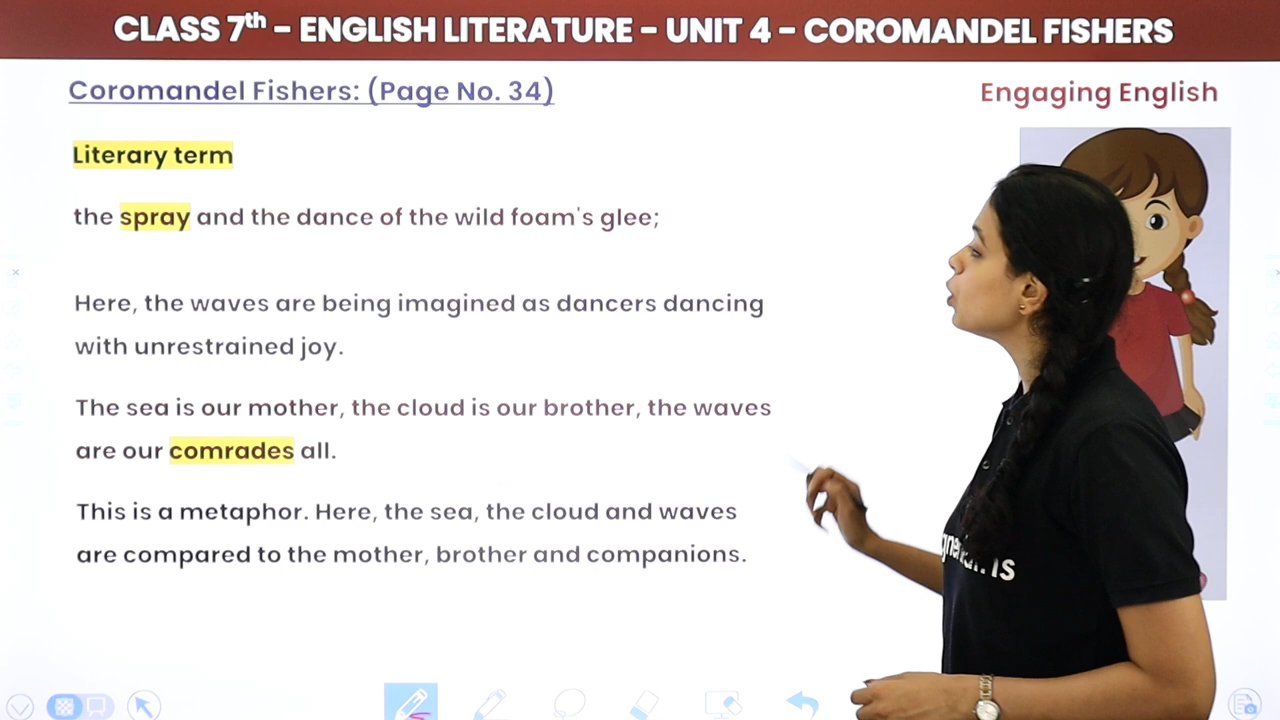 CLASS 7th - ENGLISH LITERATURE - UNIT 4 - COROMANDEL FISHERS
Coromandel Fishers: (Page No. 34)
Engaging English
Literary term
the spray and the dance of the wild foam's glee;
Here, the waves are being imagined as dancers dancing
with unrestrained joy.
The sea is our mother, the cloud is our brother, the waves
are our comrades all.
This is a metaphor. Here, the sea, the cloud and waves
are compared to the mother, brother and companions.